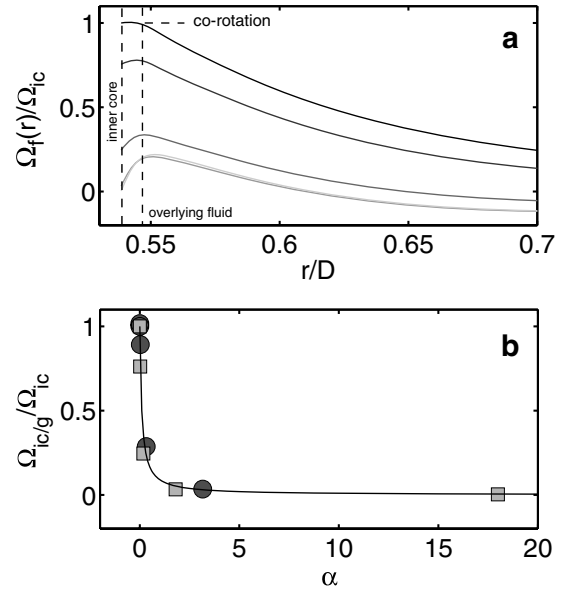 a
co-rotation
inner core
overlying fluid
Ω_f(r)/Ω_ic
1
0.5
0
0.55 0.6 0.65 0.7
r/D
b
Ω_ic/g/Ω_ic
1
0.5
0
0 5 10 15 20
α